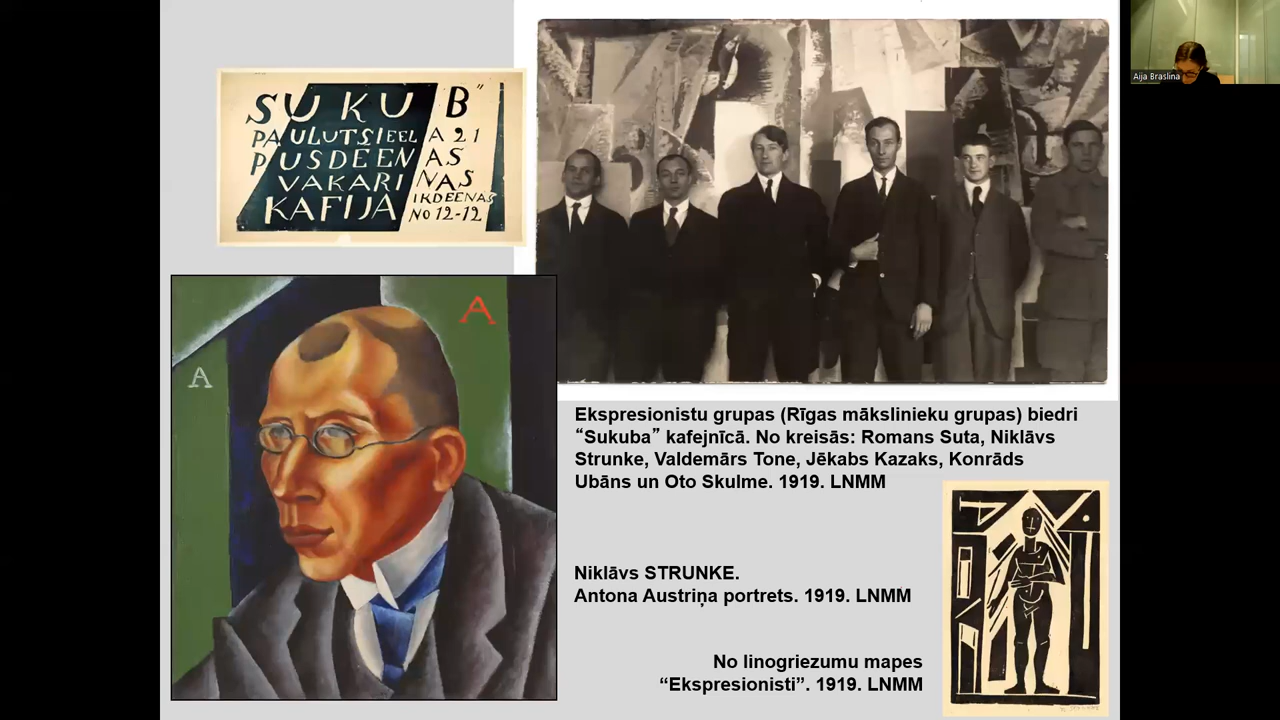 SUKUB"
PAULUTSIEELA 21
PUSDEENAS
VAKARIŅAS
KAFIJA
IKDEENAS
NO 12-12
Aija Braslina
A
A
Ekspresionistu grupas (Rīgas mākslinieku grupas) biedri
“Sukuba” kafejnīcā. No kreisās: Romans Suta, Niklāvs
Strunke, Valdemārs Tone, Jēkabs Kazaks, Konrāds
Ubāns un Oto Skulme. 1919. LNMM
Niklāvs STRUNKE.
Antona Austriņa portrets. 1919. LNMM
No linogriezumu mapes
“Ekspresionisti”. 1919. LNMM